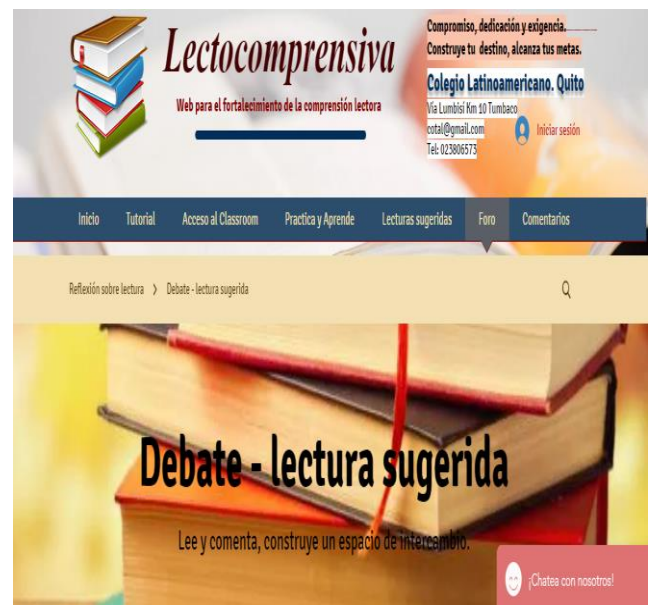 Lectocomprensiva
Web para el fortalecimiento de la comprensión lectora
Compromiso, dedicación y exigencia.
Construye tu destino, alcanza tus metas.
Colegio Latinoamericano. Quito
Vía Lumbisí Km 10 Tumbaco
cotal@gmail.com
Iniciar sesión
Tel: 023806573
Inicio Tutorial Acceso al Classroom Practica y Aprende Lecturas sugeridas Foro Comentarios
Reflexión sobre lectura > Debate - lectura sugerida
Debate - lectura sugerida
Lee y comenta, construye un espacio de intercambio.
¡Chatea con nosotros!